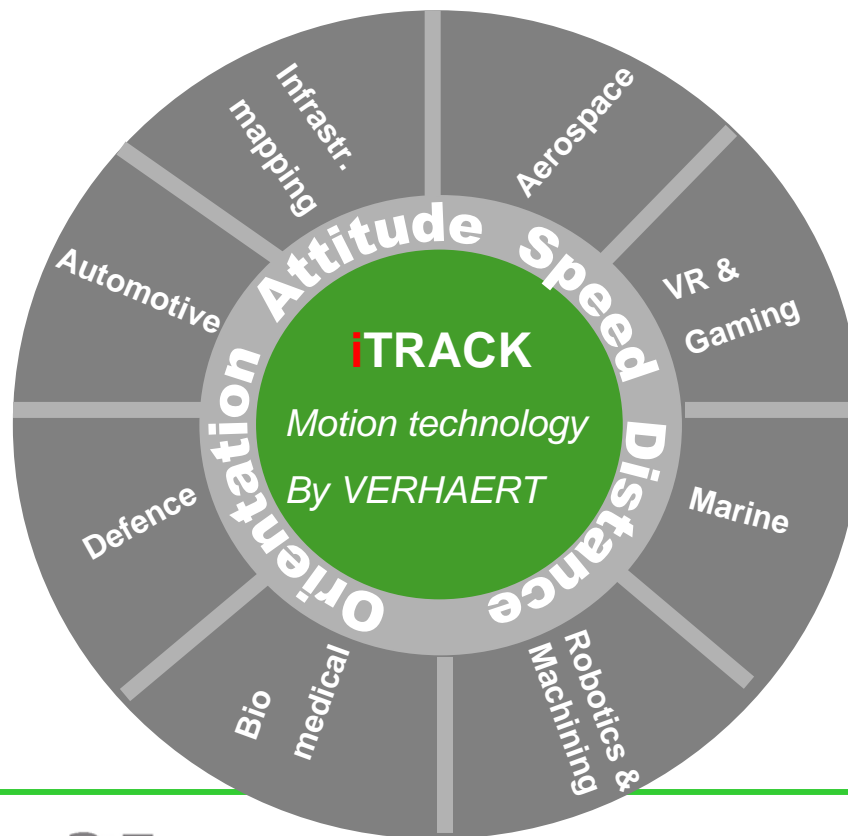 Infrastr.
mapping
Aerospace
VR &
Gaming
Marine
Robotics &
Machining
Bio
medical
Defence
Automotive
Attitude
Speed
Distance
Orientation
iTRACK
Motion technology
By VERHAERT